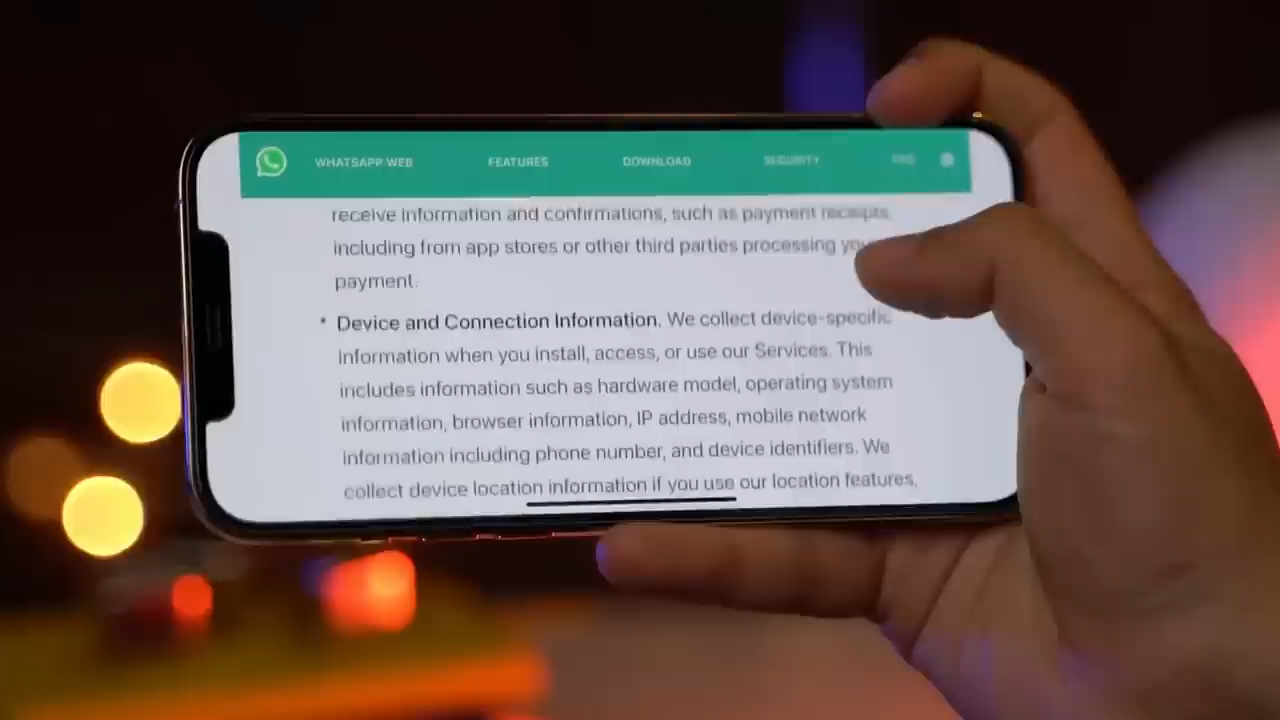 WHATSAPP WEB FEATURES DOWNLOAD SECURITY FAQ
receive information and confirmations, such as payment receipts,
including from app stores or other third parties processing
payment.
* Device and Connection Information. We collect device-specific
information when you install, access, or use our Services. This
includes information such as hardware model, operating system
information, browser information, IP address, mobile network
information including phone number, and device identifiers. We
collect device location information if you use our location features,